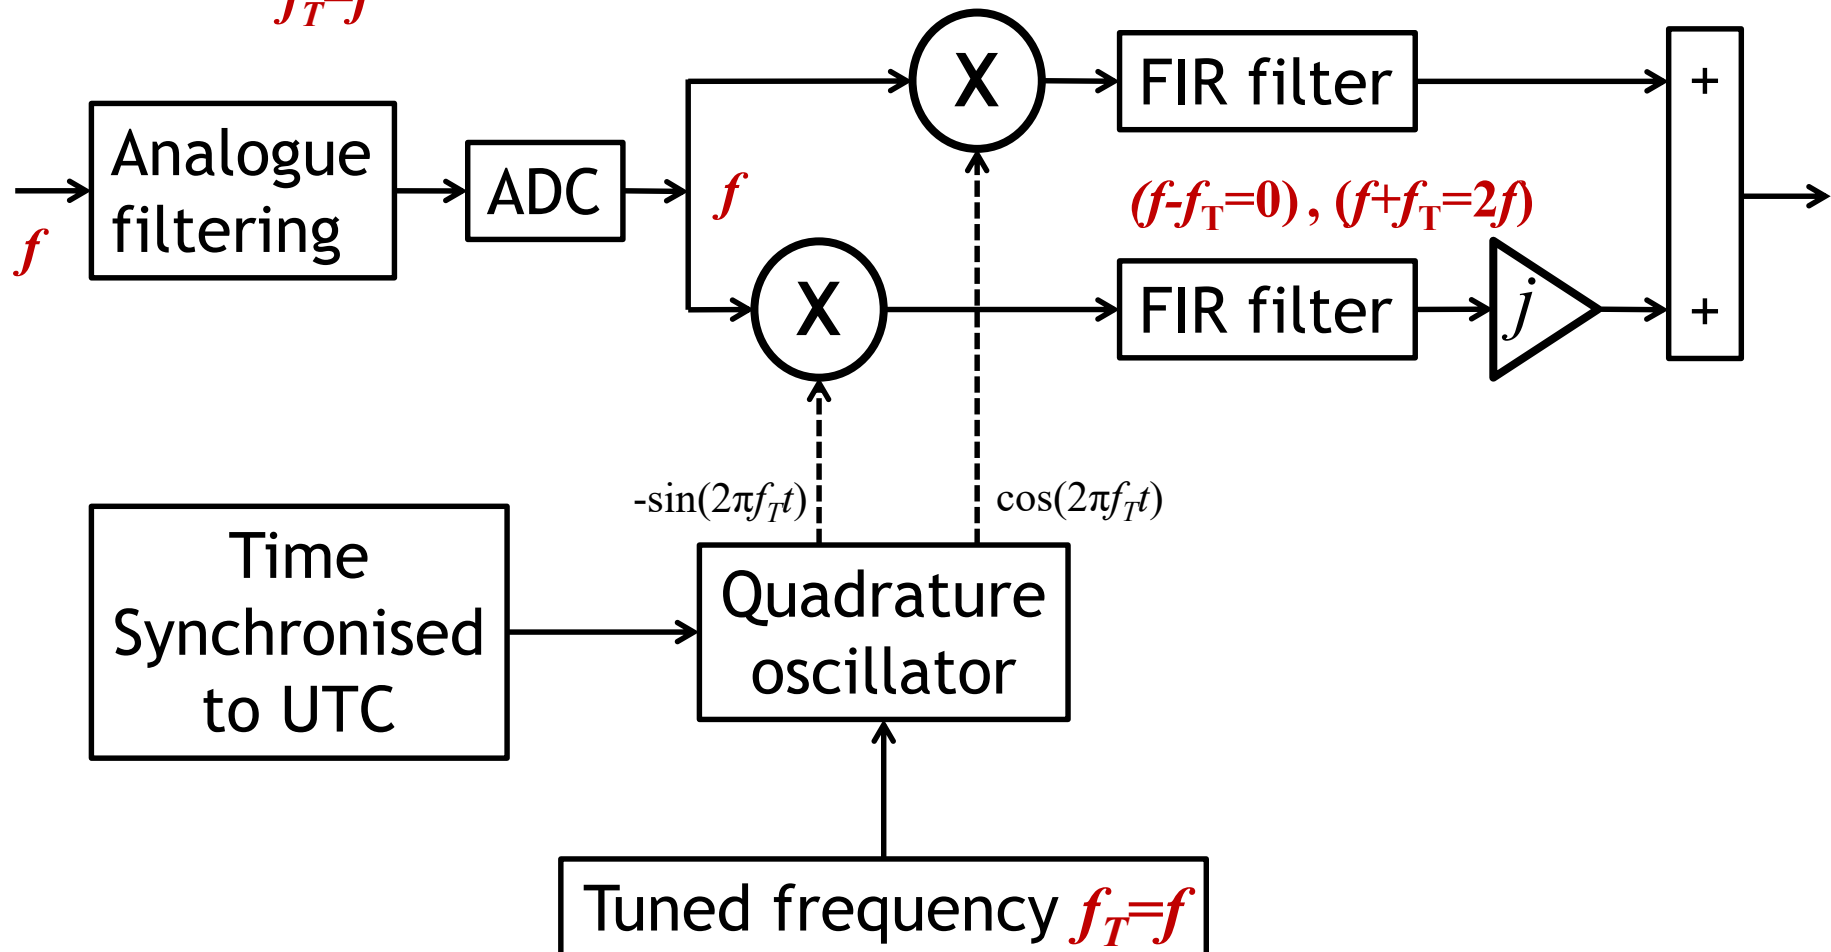 f_T=f
X
FIR filter
+
Analogue
filtering
ADC
f
f
(f-f_T=0) , (f+f_T=2f)
X
FIR filter
j
+
-sin(2πf_Tt)
cos(2πf_Tt)
Time
Synchronised
to UTC
Quadrature
oscillator
Tuned frequency f_T=f